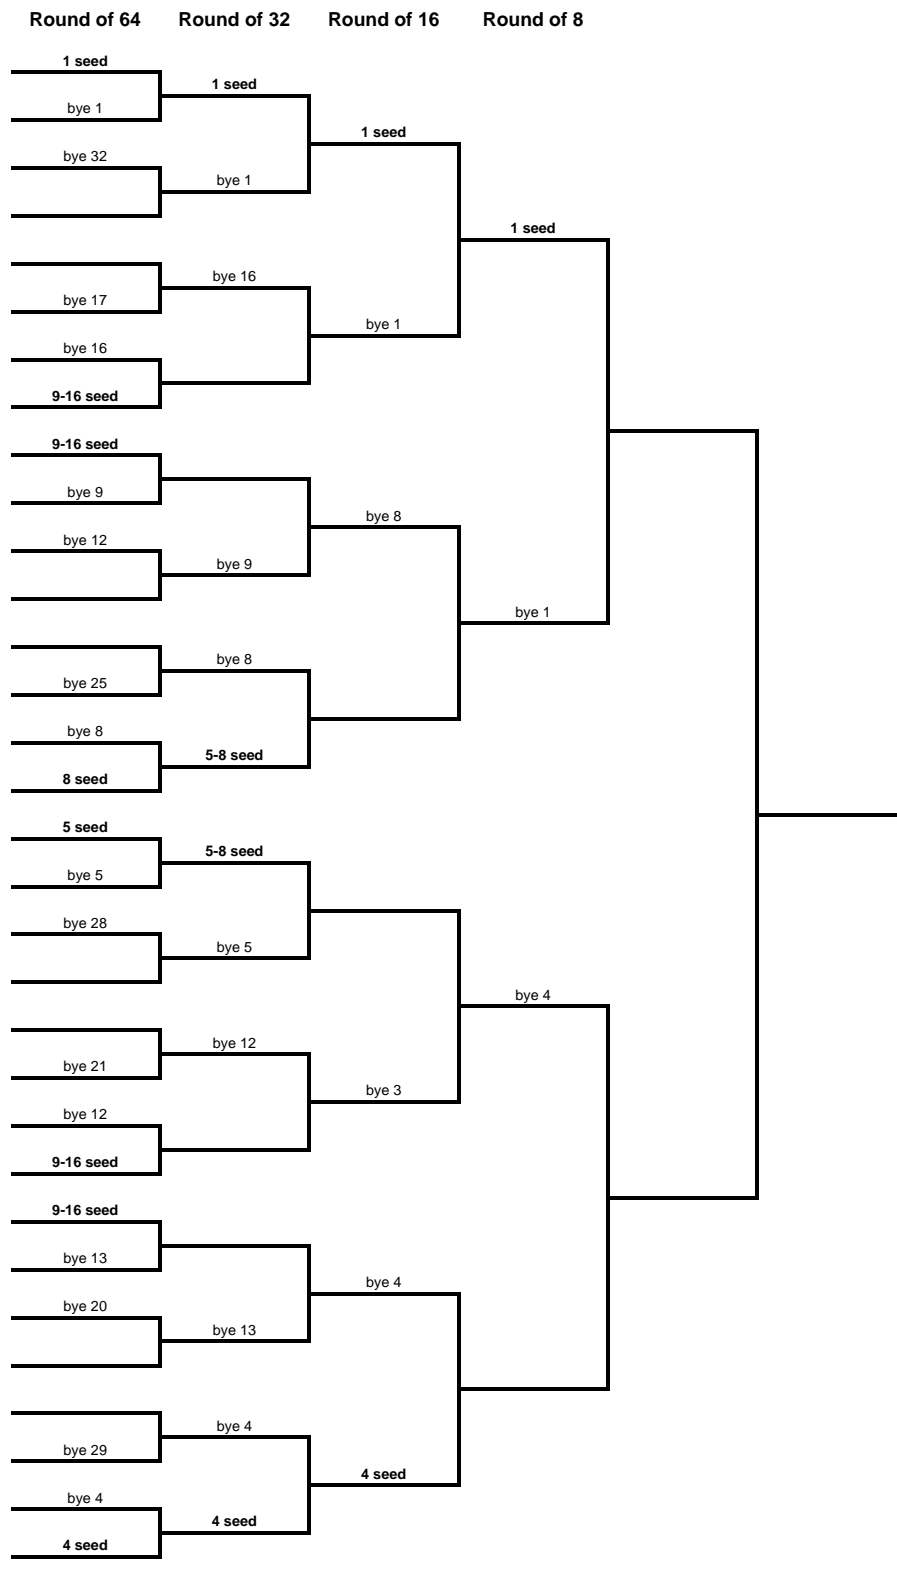 Round of 64 Round of 32 Round of 16 Round of 8
1 seed
1 seed
bye 1
1 seed
bye 32
bye 1
1 seed
bye 16
bye 17
bye 1
bye 16
9-16 seed
9-16 seed
bye 9
bye 8
bye 12
bye 9
bye 1
bye 8
bye 25
bye 8
5-8 seed
8 seed
5 seed
5-8 seed
bye 5
bye 28
bye 5
bye 4
bye 12
bye 21
bye 3
bye 12
9-16 seed
9-16 seed
bye 13
bye 4
bye 20
bye 13
bye 4
bye 29
4 seed
bye 4
4 seed
4 seed